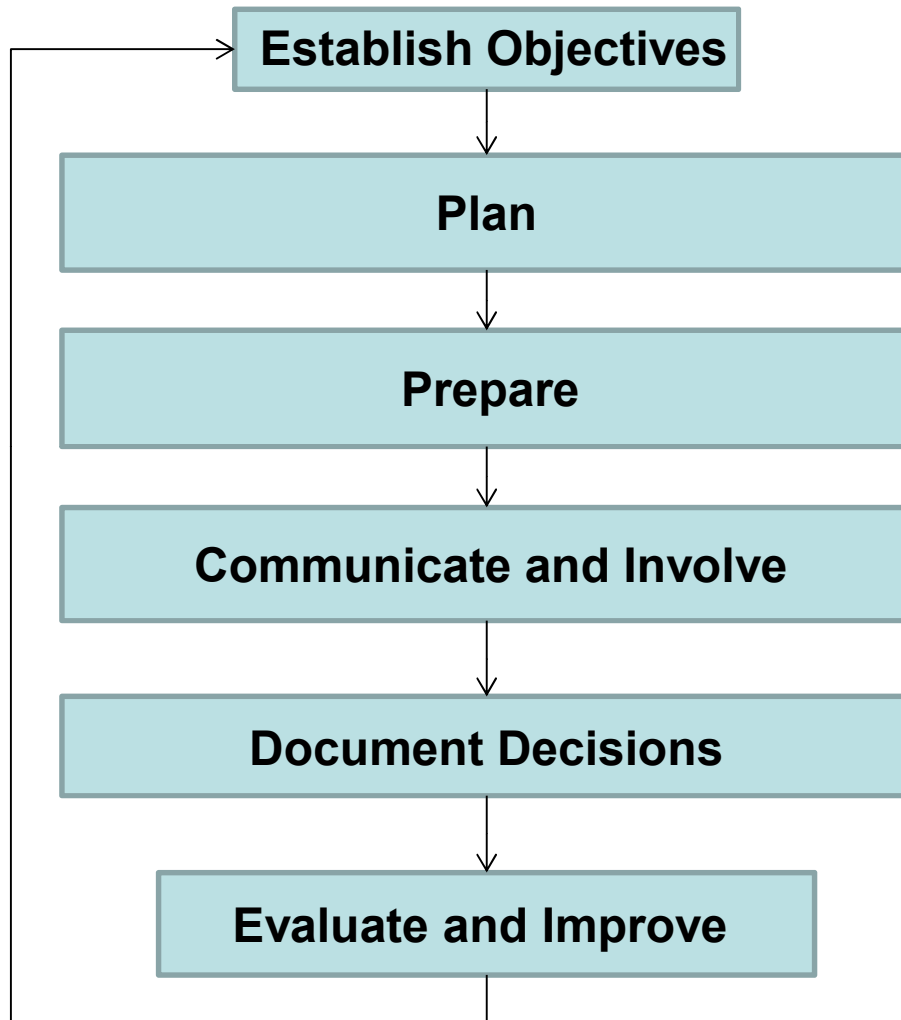 Establish Objectives
Plan
Prepare
Communicate and Involve
Document Decisions
Evaluate and Improve